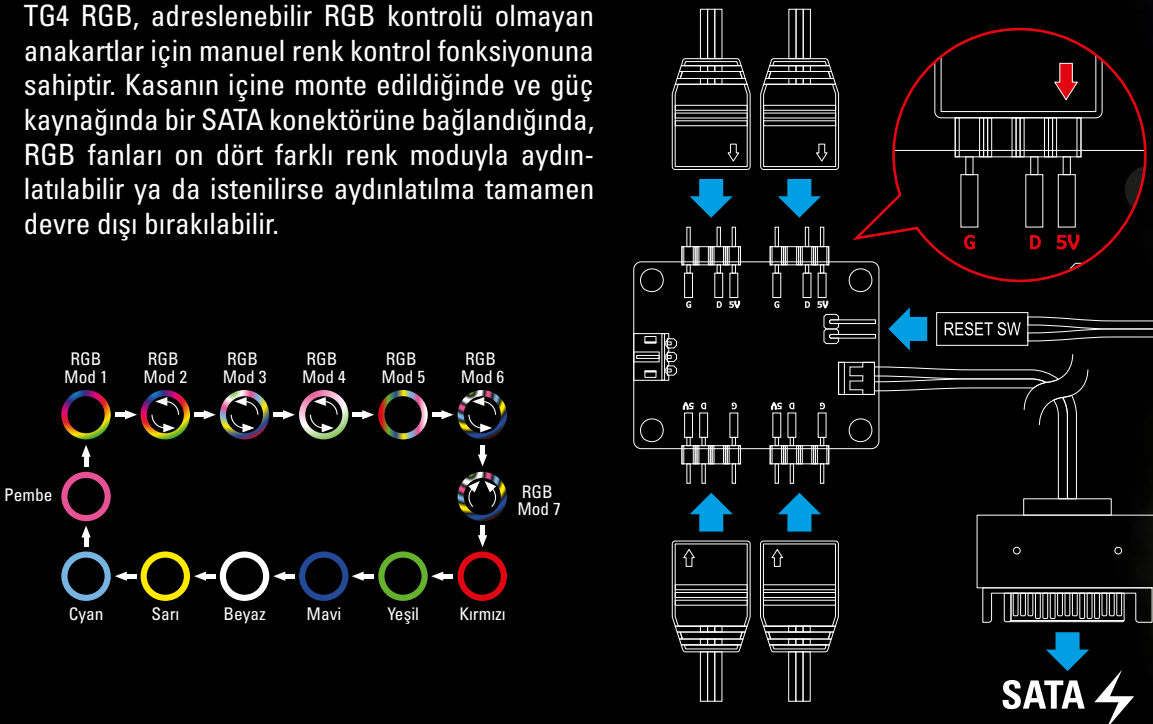 TG4 RGB, adreslenebilir RGB kontrolü olmayan
anakartlar için manuel renk kontrol fonksiyonuna
sahiptir. Kasanın içine monte edildiğinde ve güç
kaynağında bir SATA konektörüne bağlandığında,
RGB fanları on dört farklı renk moduyla aydın-
latılabilir ya da istenilirse aydınlatılma tamamen
devre dışı bırakılabilir.
RGB Mod 1
RGB Mod 2
RGB Mod 3
RGB Mod 4
RGB Mod 5
RGB Mod 6
Pembe
RGB Mod 7
Cyan
Sarı
Beyaz
Mavi
Yeşil
Kırmızı
G D 5V
G D 5V
G D 5V
RESET SW
5V D G
5V D G
SATA